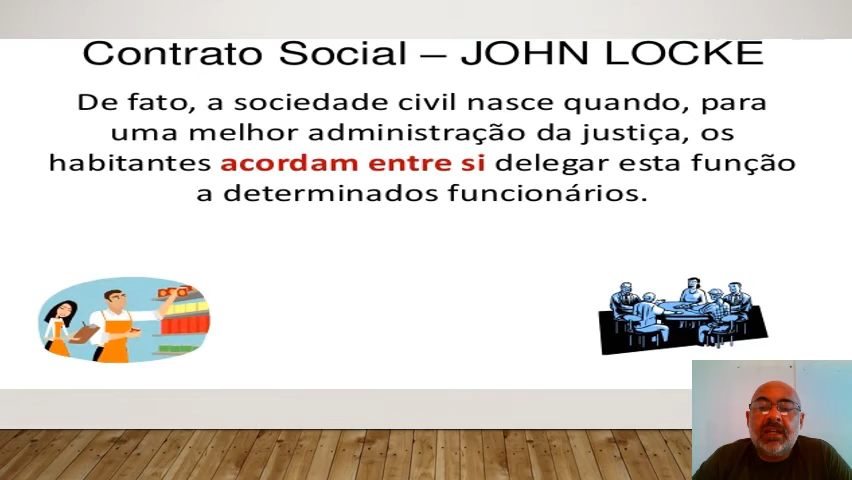 Contrato Social – JOHN LOCKE
De fato, a sociedade civil nasce quando, para
uma melhor administração da justiça, os
habitantes acordam entre si delegar esta função
a determinados funcionários.